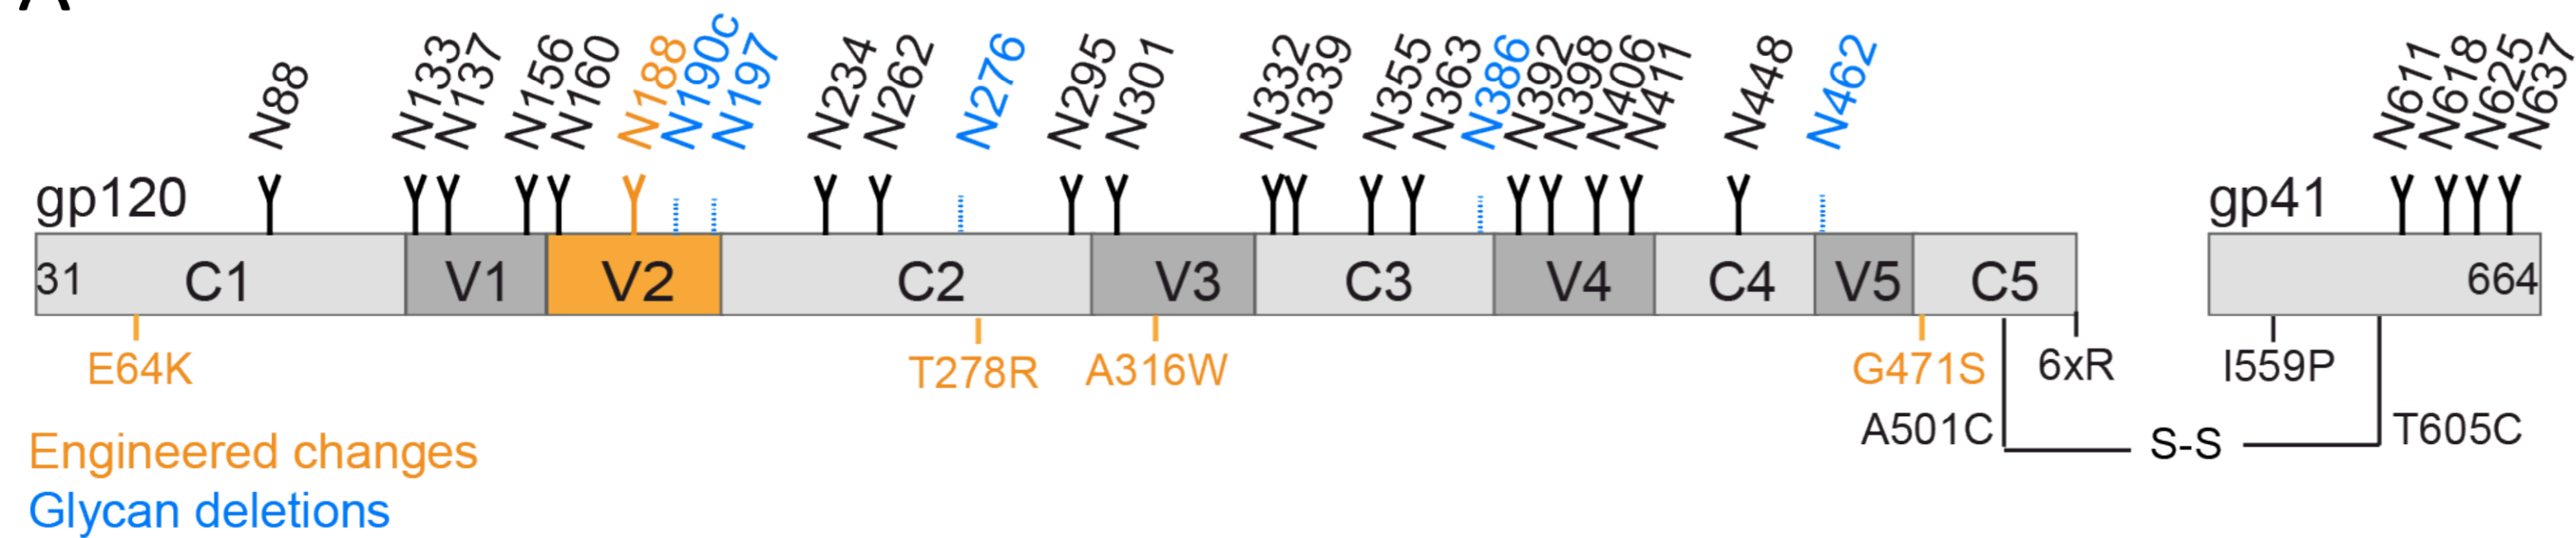 A
N88 N133 N137 N156 N160 N188 N190c N197 N234 N262 N276 N295 N301 N332 N339 N355 N363 N386 N392 N398 N406 N411 N448 N462 N611 N618 N625 N637
gp120 gp41
31 C1 V1 V2 C2 V3 C3 V4 C4 V5 C5 664
E64K T278R A316W G471S 6xR I559P
A501C S-S T605C
Engineered changes
Glycan deletions